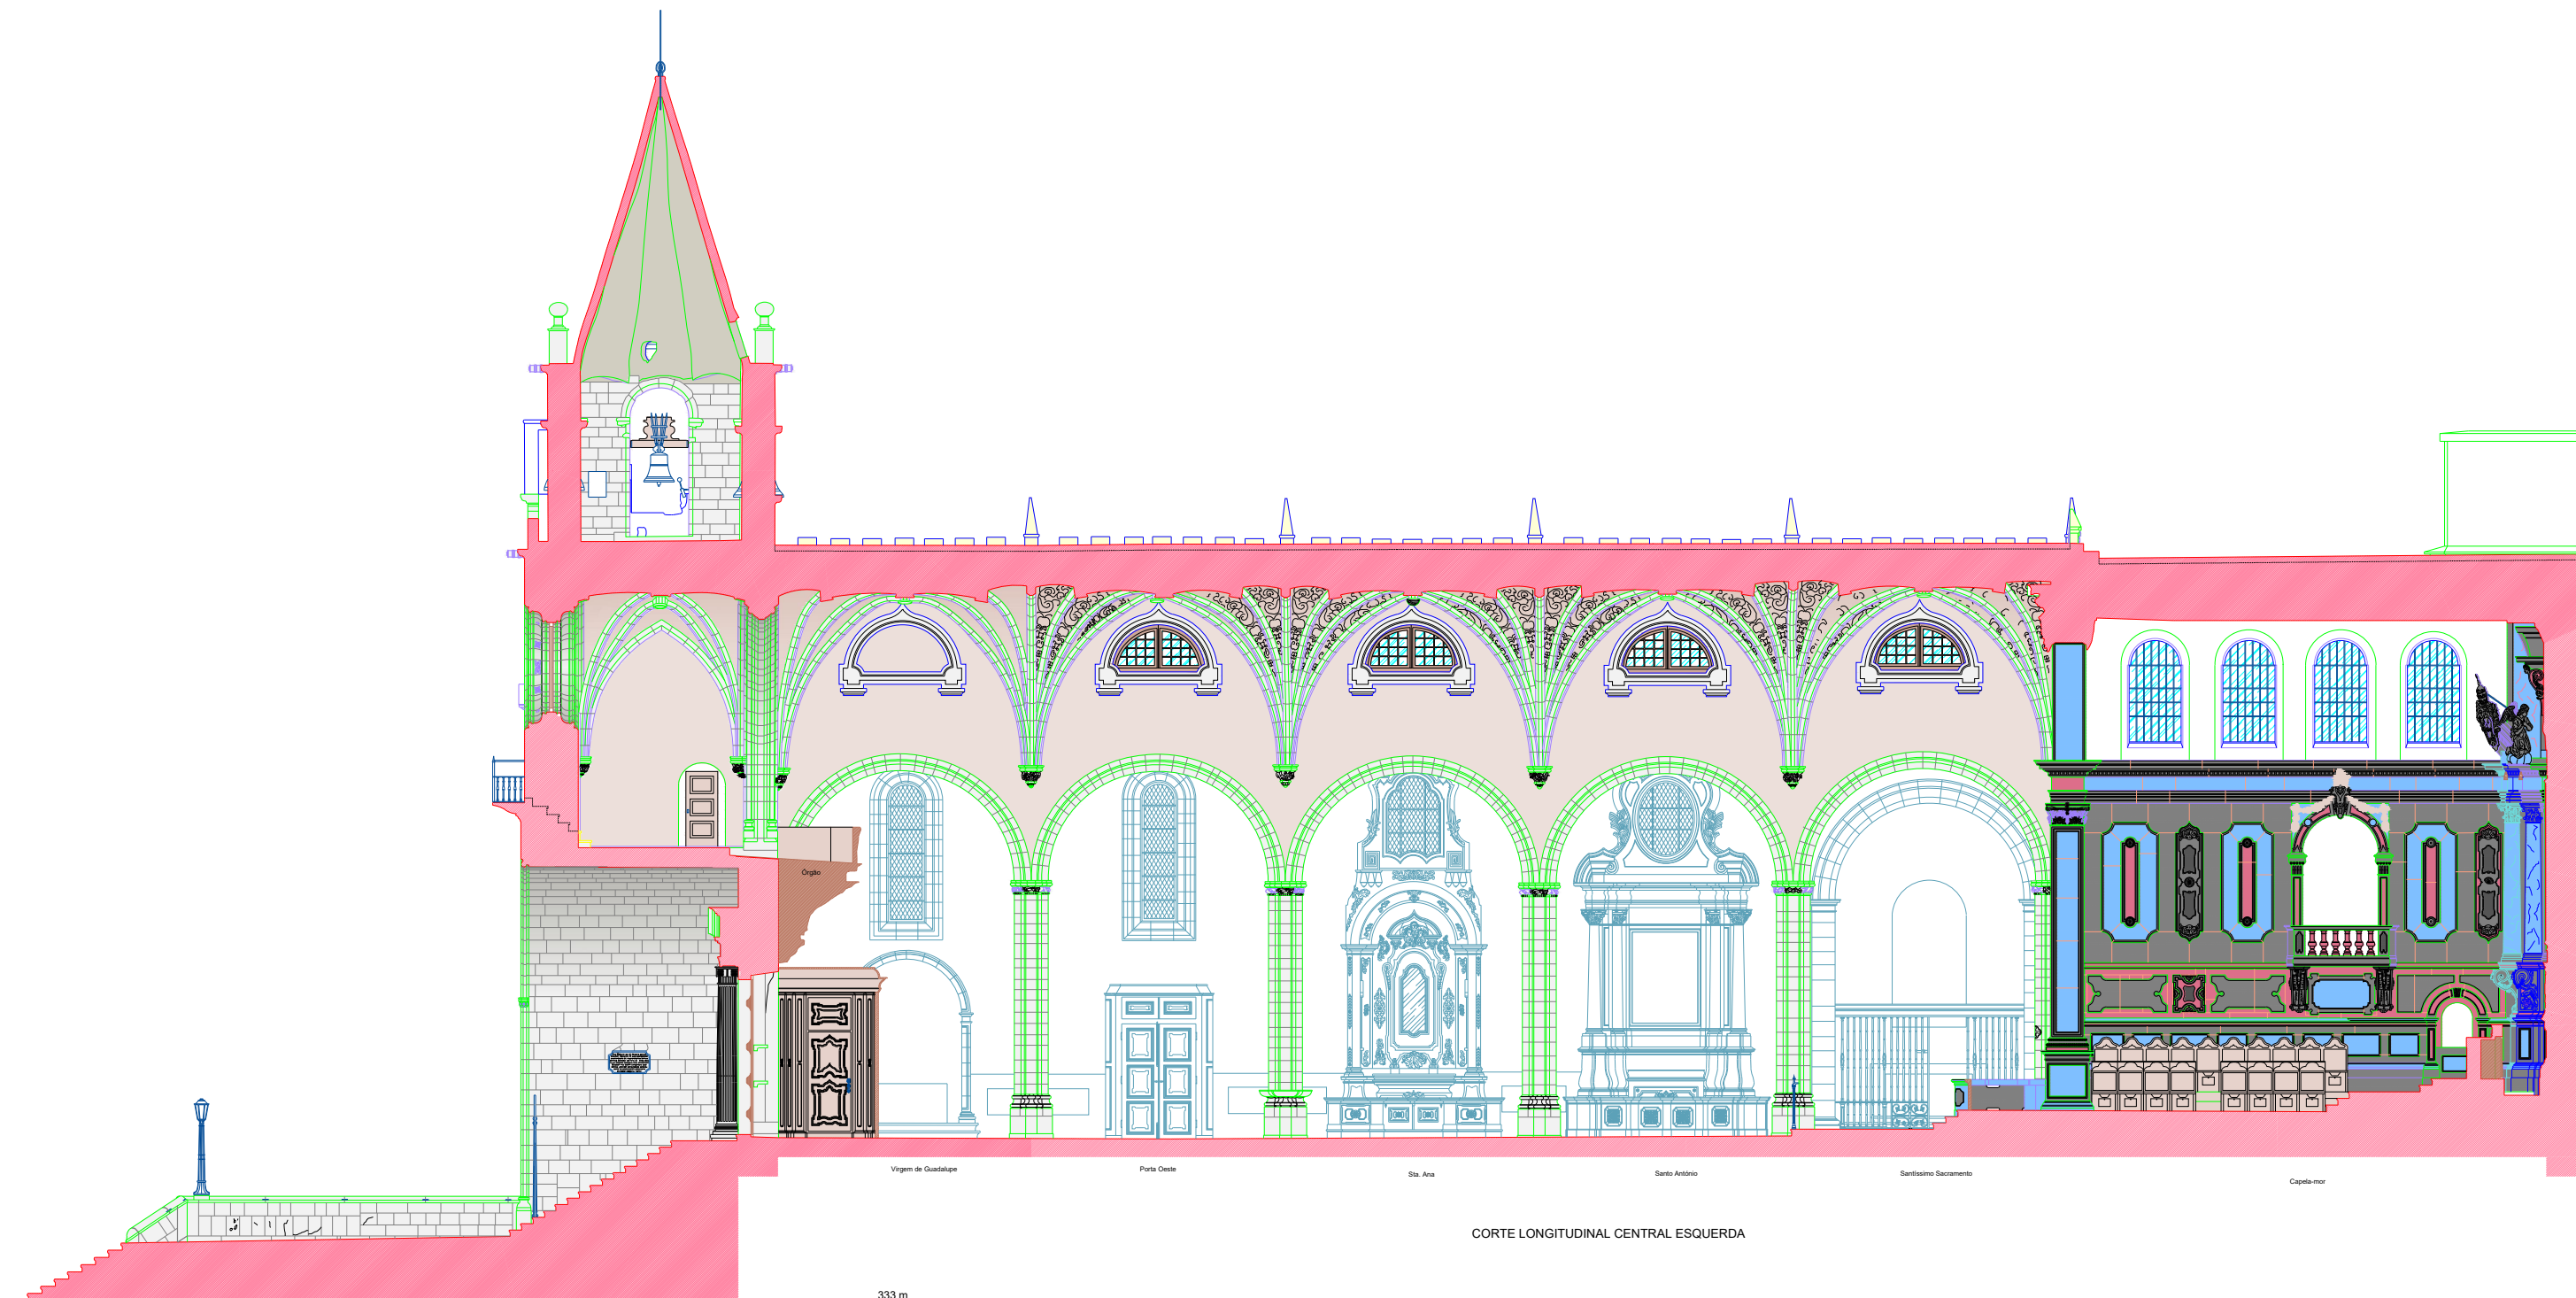 Órgão
Virgem de Guadalupe
Porta Oeste
Sta. Ana
Santo António
Santíssimo Sacramento
Capela-mor
CORTE LONGITUDINAL CENTRAL ESQUERDA
333 m